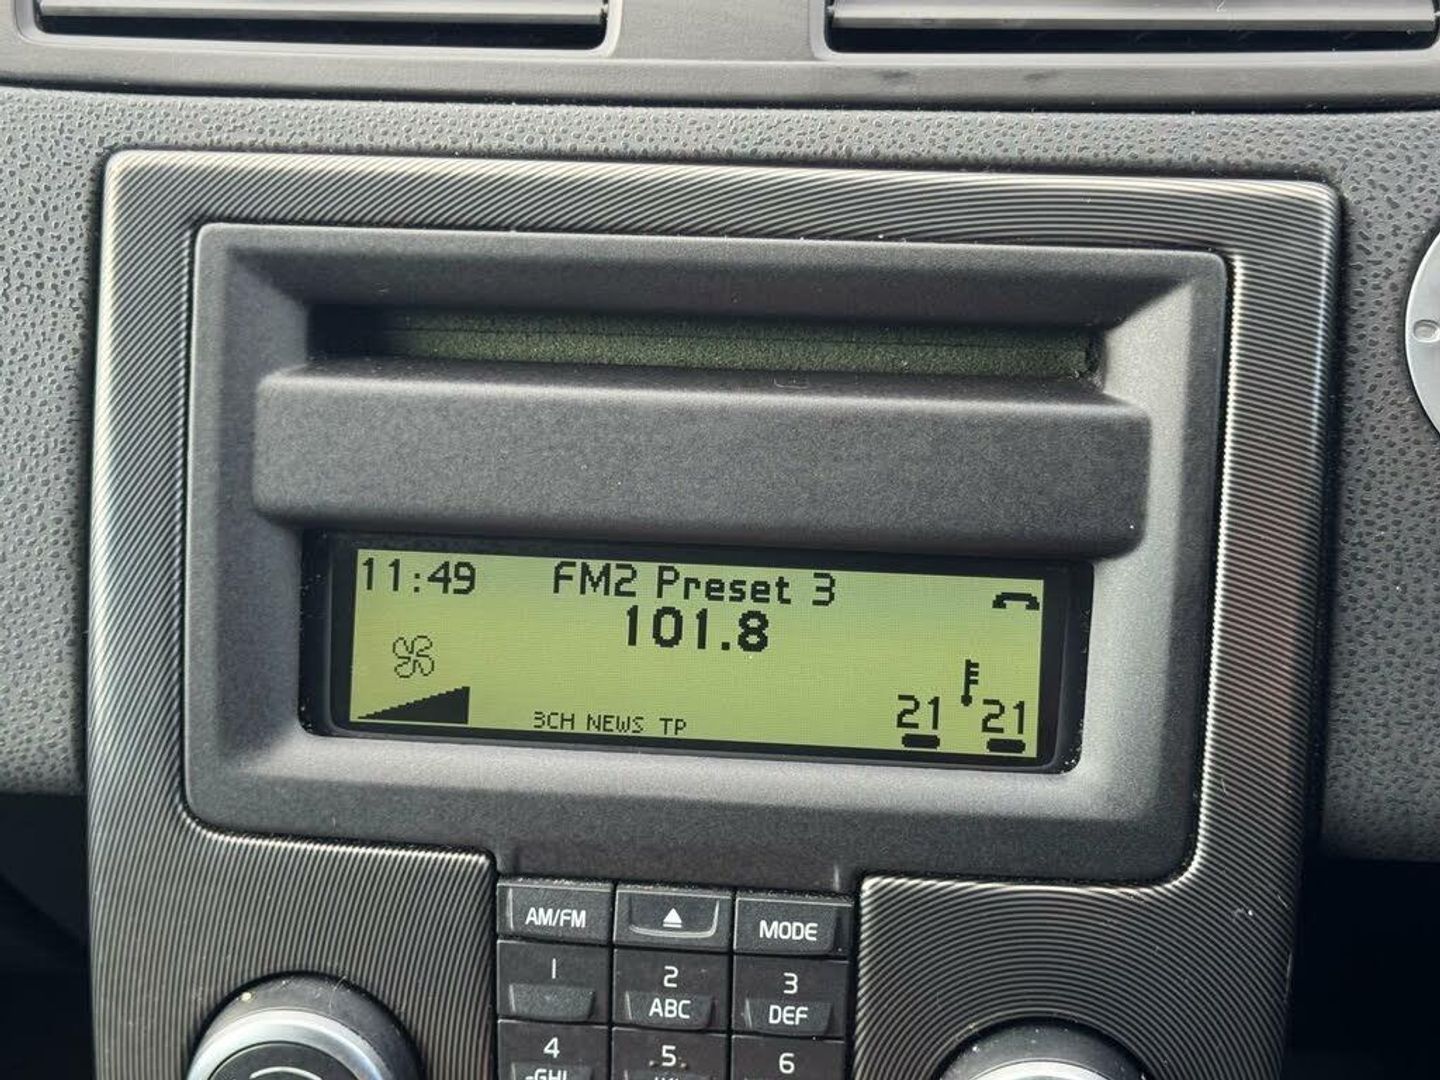 11:49 FM2 Preset 3
101.8
21 21
3CH NEWS TP
AM/FM MODE
1 2 3
ABC DEF
4 5 6
GHI